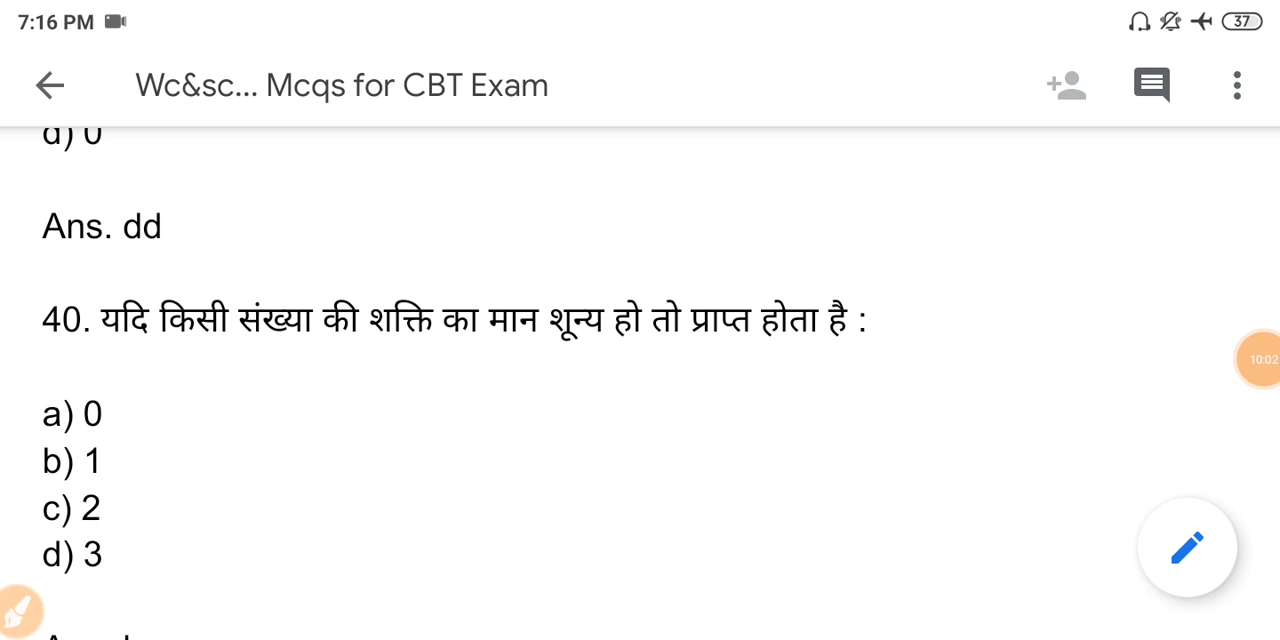 7:16 PM
37
Wc&sc... Mcqs for CBT Exam
d) 0
Ans. dd
40. यदि किसी संख्या की शक्ति का मान शून्य हो तो प्राप्त होता है :
10:02
a) 0
b) 1
c) 2
d) 3